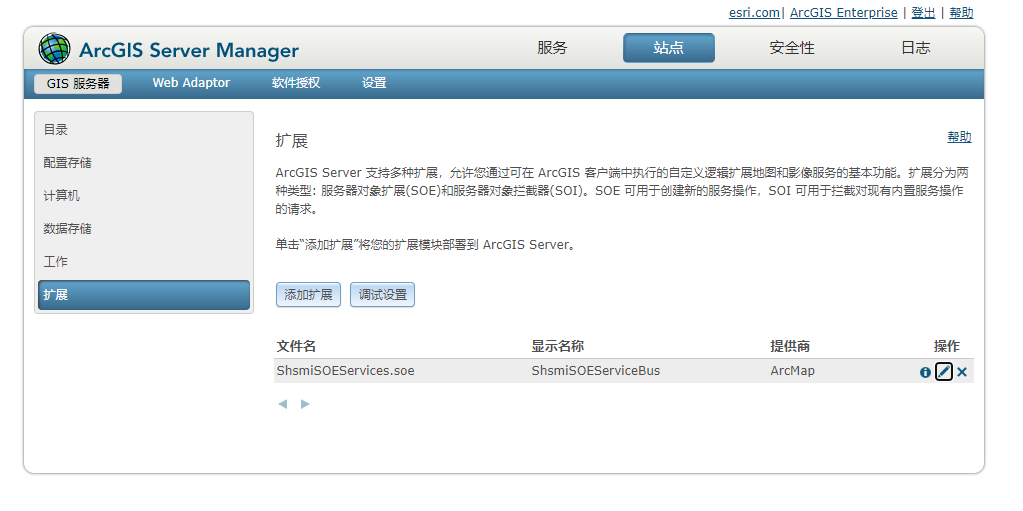 esri.com | ArcGIS Enterprise | 登出 | 帮助
ArcGIS Server Manager 服务 站点 安全性 日志
GIS 服务器 Web Adaptor 软件授权 设置
目录
配置存储
计算机
数据存储
工作
扩展
扩展 帮助
ArcGIS Server 支持多种扩展，允许您通过可在 ArcGIS 客户端中执行的自定义逻辑扩展地图和影像服务的基本功能。扩展分为两
种类型：服务器对象扩展(SOE)和服务器对象拦截器(SOI)。SOE 可用于创建新的服务操作，SOI 可用于拦截对现有内置服务操作
的请求。
单击“添加扩展”将您的扩展模块部署到 ArcGIS Server。
添加扩展 调试设置
文件名 显示名称 提供商 操作
ShsmiSOEServices.soe ShsmiSOEServiceBus ArcMap